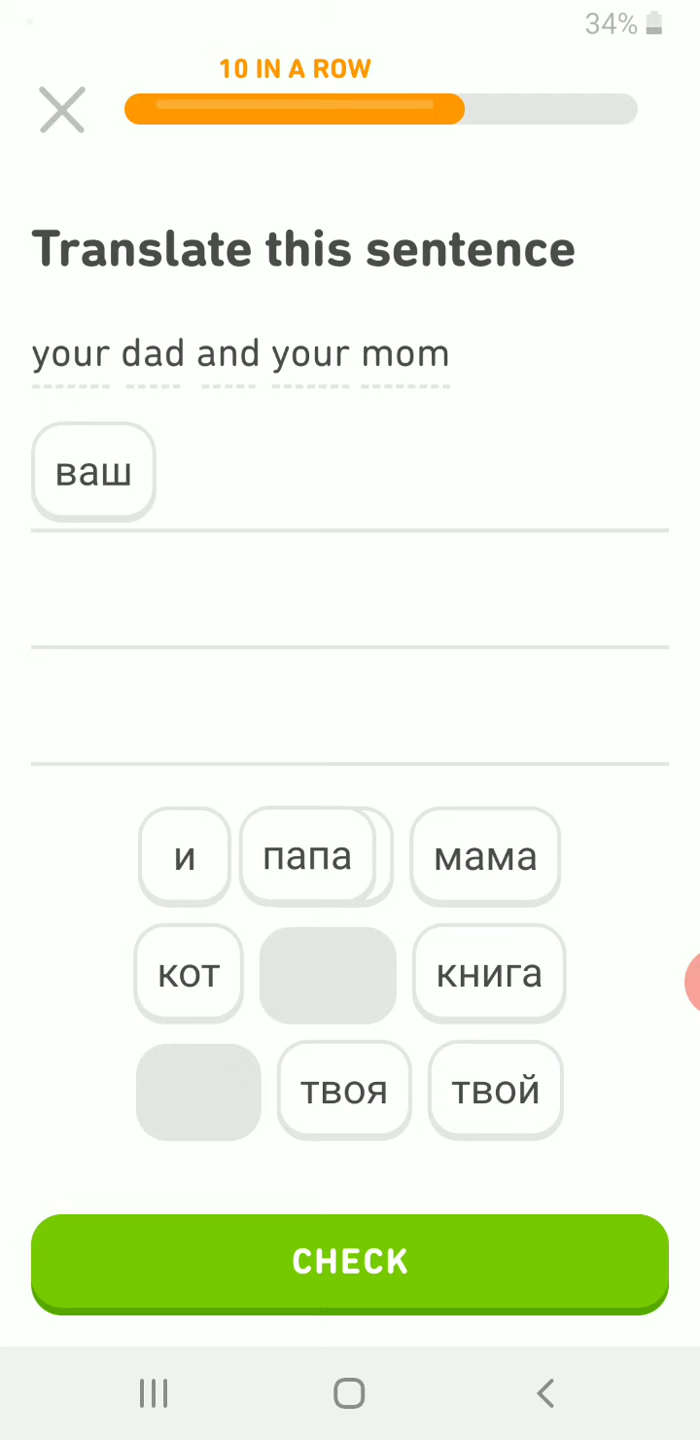 34%
10 IN A ROW
Translate this sentence
your dad and your mom
ваш
и папа мама
кот книга
твоя твой
CHECK